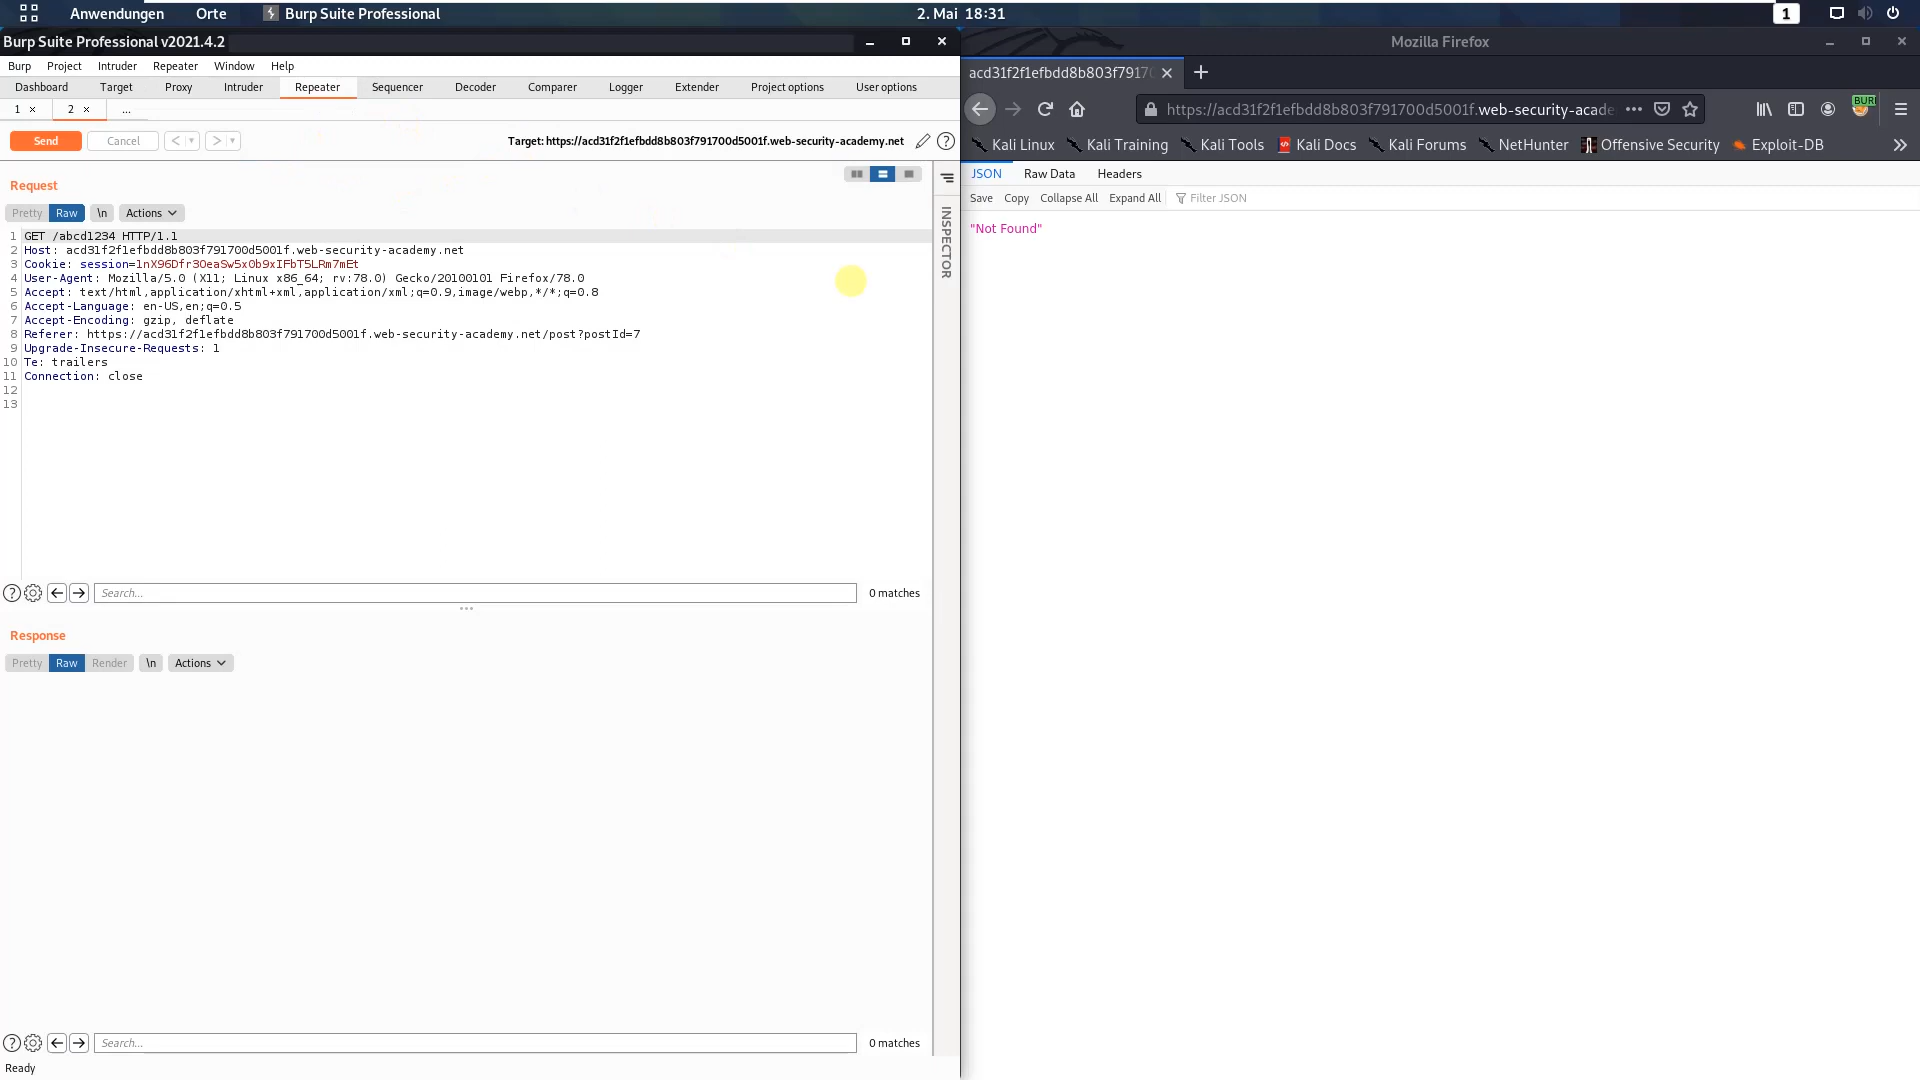 Anwendungen Orte Burp Suite Professional 2. Mai 18:31 1
Burp Suite Professional v2021.4.2
Burp Project Intruder Repeater Window Help
Dashboard Target Proxy Intruder Repeater Sequencer Decoder Comparer Logger Extender Project options User options
1 × 2 × ...
Send Cancel < > Target: https://acd31f2f1efbdd8b803f791700d5001f.web-security-academy.net ?
Request
Pretty Raw \n Actions
INSPECTOR
1 GET /abcd1234 HTTP/1.1
2 Host: acd31f2f1efbdd8b803f791700d5001f.web-security-academy.net
3 Cookie: session=1nX96Dfr3OeaSw5x0b9xIFbT5LRm7mEt
4 User-Agent: Mozilla/5.0 (X11; Linux x86_64; rv:78.0) Gecko/20100101 Firefox/78.0
5 Accept: text/html,application/xhtml+xml,application/xml;q=0.9,image/webp,*/*;q=0.8
6 Accept-Language: en-US,en;q=0.5
7 Accept-Encoding: gzip, deflate
8 Referer: https://acd31f2f1efbdd8b803f791700d5001f.web-security-academy.net/post?postId=7
9 Upgrade-Insecure-Requests: 1
10 Te: trailers
11 Connection: close
12
13
? Search... 0 matches
Response
Pretty Raw Render \n Actions
? Search... 0 matches
Ready
Mozilla Firefox
acd31f2f1efbdd8b803f7917
https://acd31f2f1efbdd8b803f791700d5001f.web-security-acade ••• BUR
Kali Linux Kali Training Kali Tools Kali Docs Kali Forums NetHunter Offensive Security Exploit-DB
JSON Raw Data Headers
Save Copy Collapse All Expand All Filter JSON
"Not Found"